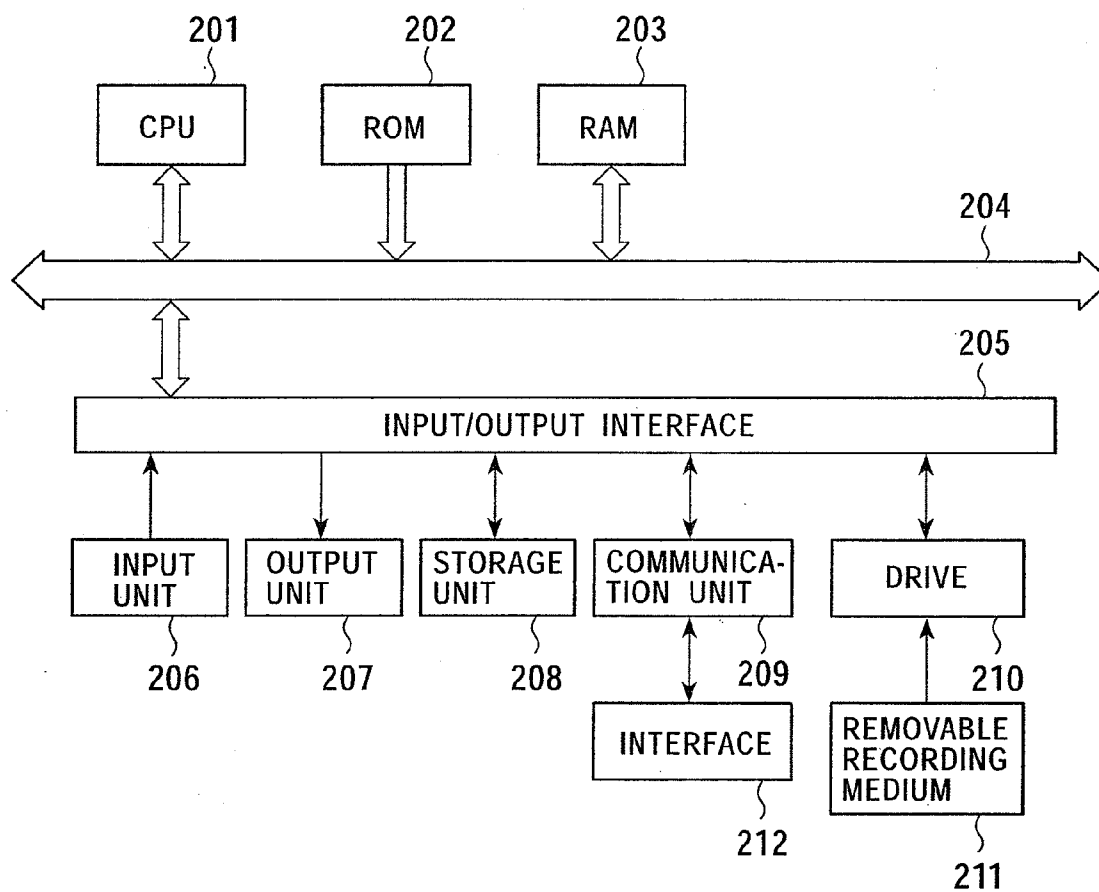 201
202
203
CPU
ROM
RAM
204
205
INPUT/OUTPUT INTERFACE
INPUT
UNIT
OUTPUT
UNIT
STORAGE
UNIT
COMMUNICA-
TION UNIT
DRIVE
206
207
208
209
210
INTERFACE
REMOVABLE
RECORDING
MEDIUM
212
211